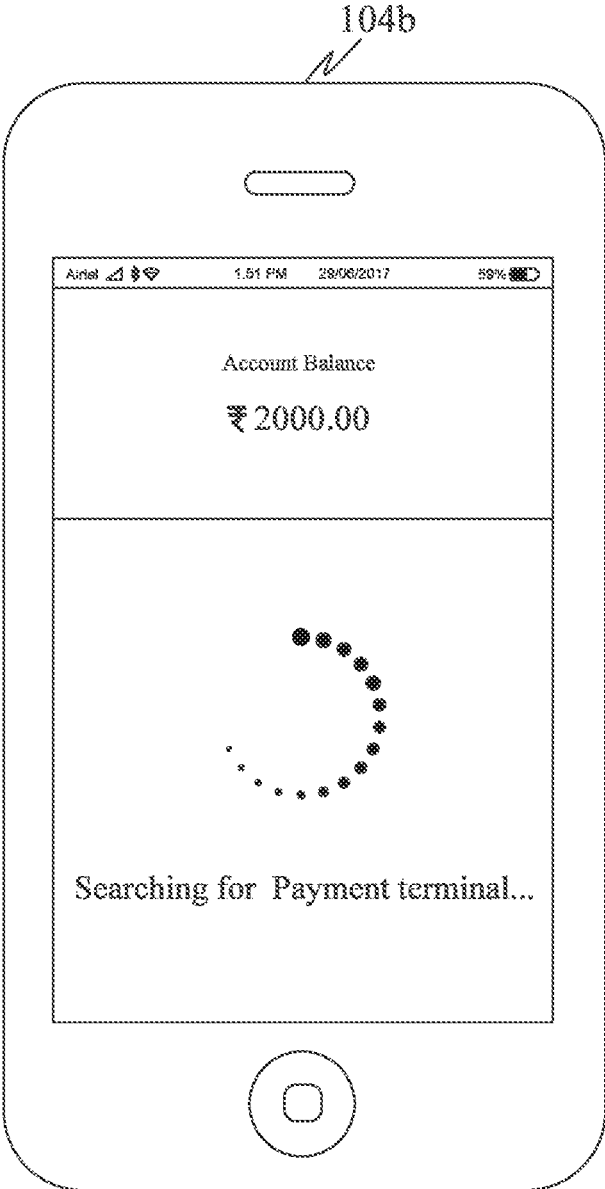 104b
Airtel 1.51 PM 29/06/2017 59%
Account Balance
₹ 2000.00
Searching for Payment terminal...